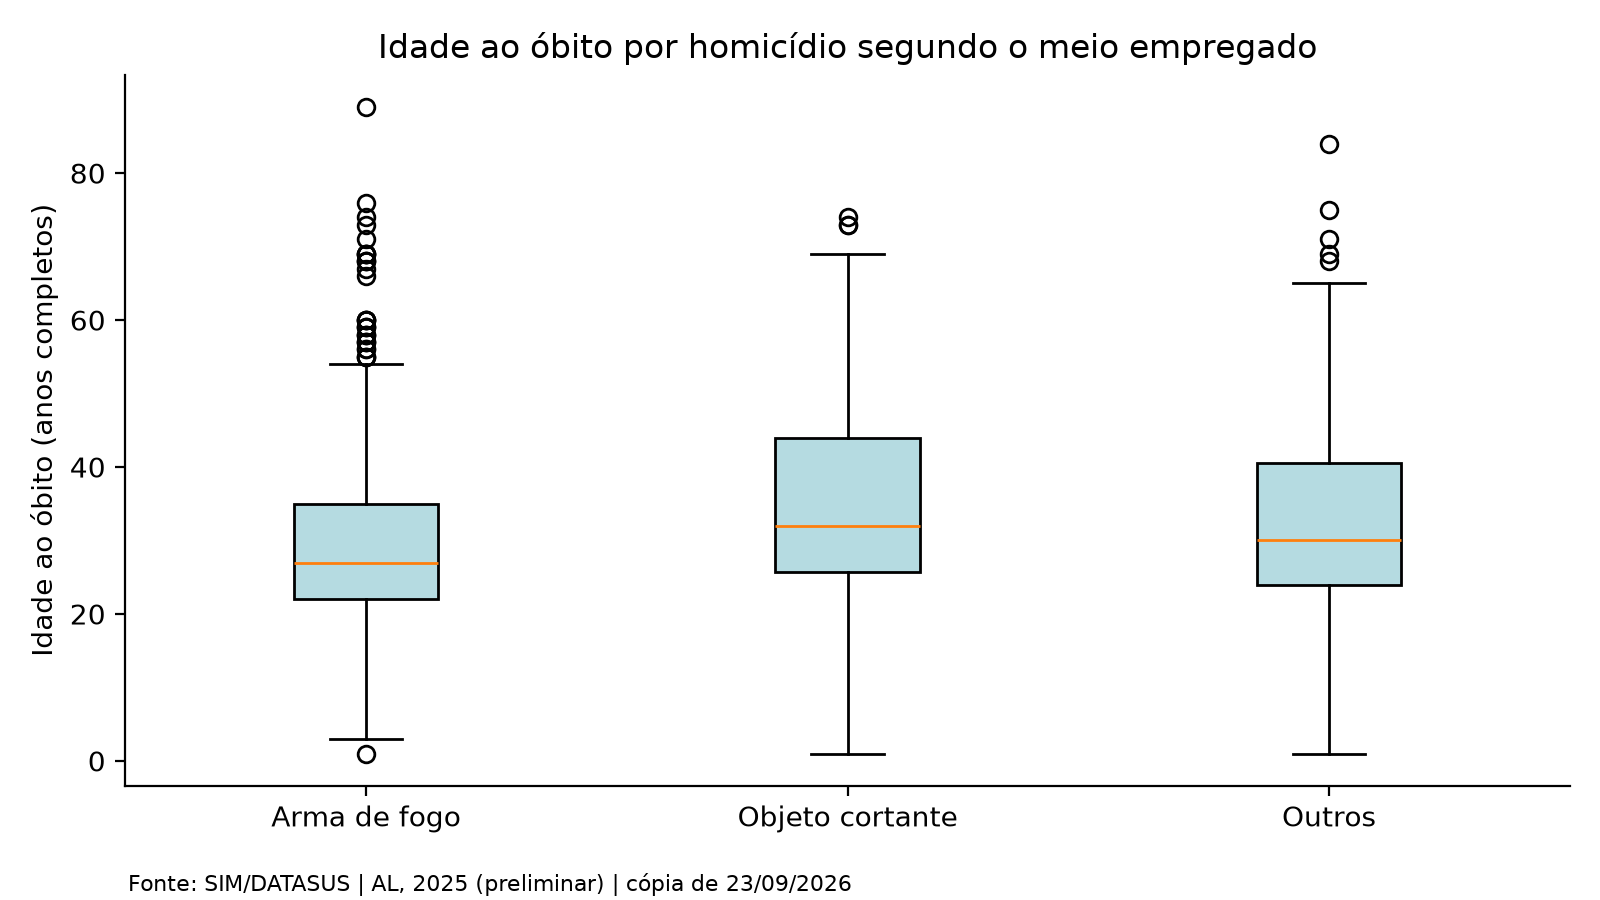 Idade ao óbito por homicídio segundo o meio empregado
Idade ao óbito (anos completos)
80
60
40
20
0
Arma de fogo
Objeto cortante
Outros
Fonte: SIM/DATASUS | AL, 2025 (preliminar) | cópia de 23/09/2026